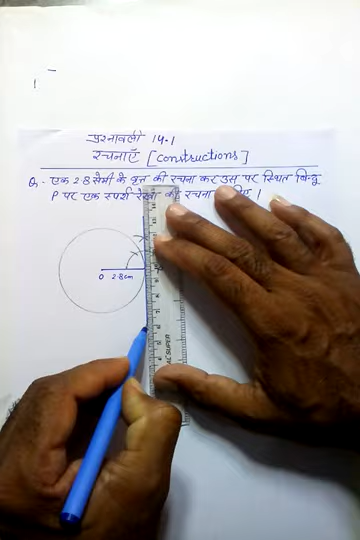 प्रश्नावली 14.1
रचनाएँ [Constructions]
Q.- एक 2.8 सेमी के वृत्त की रचना कर उस पर स्थित बिन्दु
P पर एक स्पर्श रेखा की रचना ।
O 2.8cm